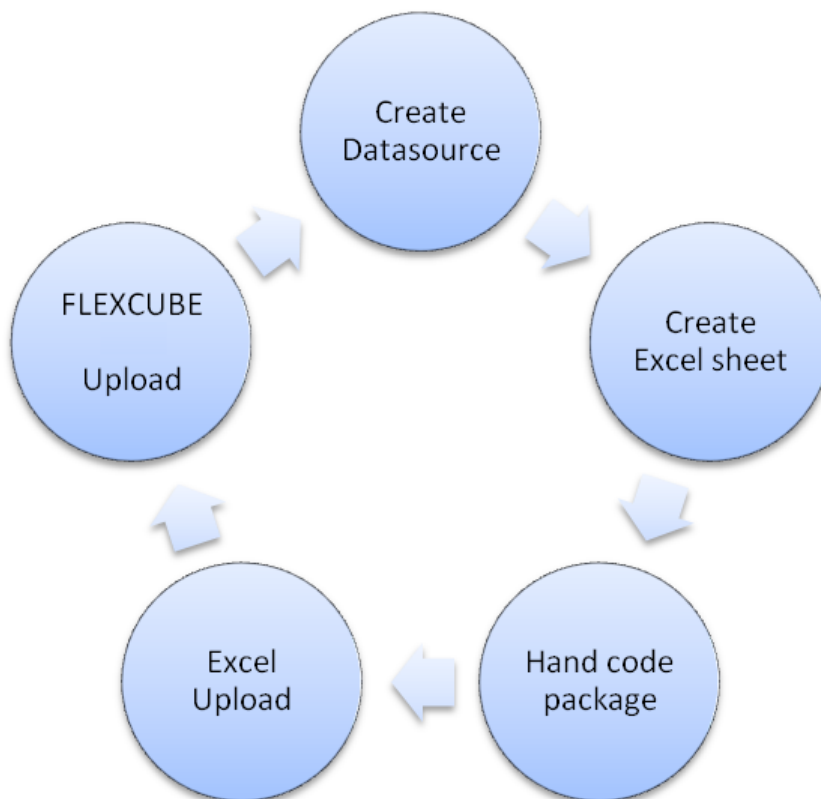 Create
Datasource
Create
Excel sheet
Hand code
package
Excel
Upload
FLEXCUBE
Upload